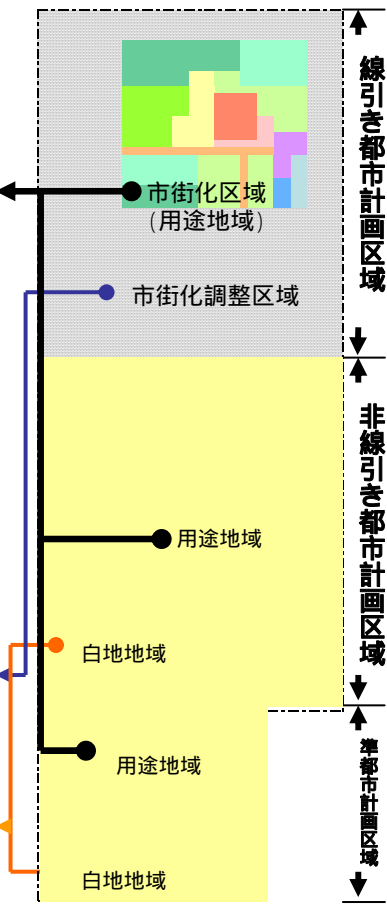 線引き都市計画区域
市街化区域
(用途地域)
市街化調整区域
非線引き都市計画区域
用途地域
白地地域
準都市計画区域
用途地域
白地地域